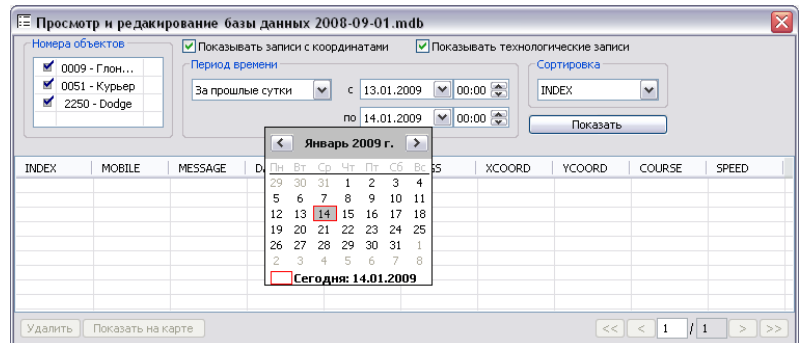 Просмотр и редакирование базы данных 2008-09-01.mdb
Номера объектов
0009 - Глон...
0051 - Курьер
2250 - Dodge
Показывать записи с координатами
Показывать технологические записи
Период времени
За прошлые сутки
с 13.01.2009 00:00
по 14.01.2009 00:00
Сортировка
INDEX
Показать
INDEX MOBILE MESSAGE XCOORD YCOORD COURSE SPEED
Январь 2009 г.
Пн Вт Ср Чт Пт Сб Вс
29 30 31 1 2 3 4
5 6 7 8 9 10 11
12 13 14 15 16 17 18
19 20 21 22 23 24 25
26 27 28 29 30 31 1
2 3 4 5 6 7 8
Сегодня: 14.01.2009
Удалить Показать на карте << < 1 / 1 > >>